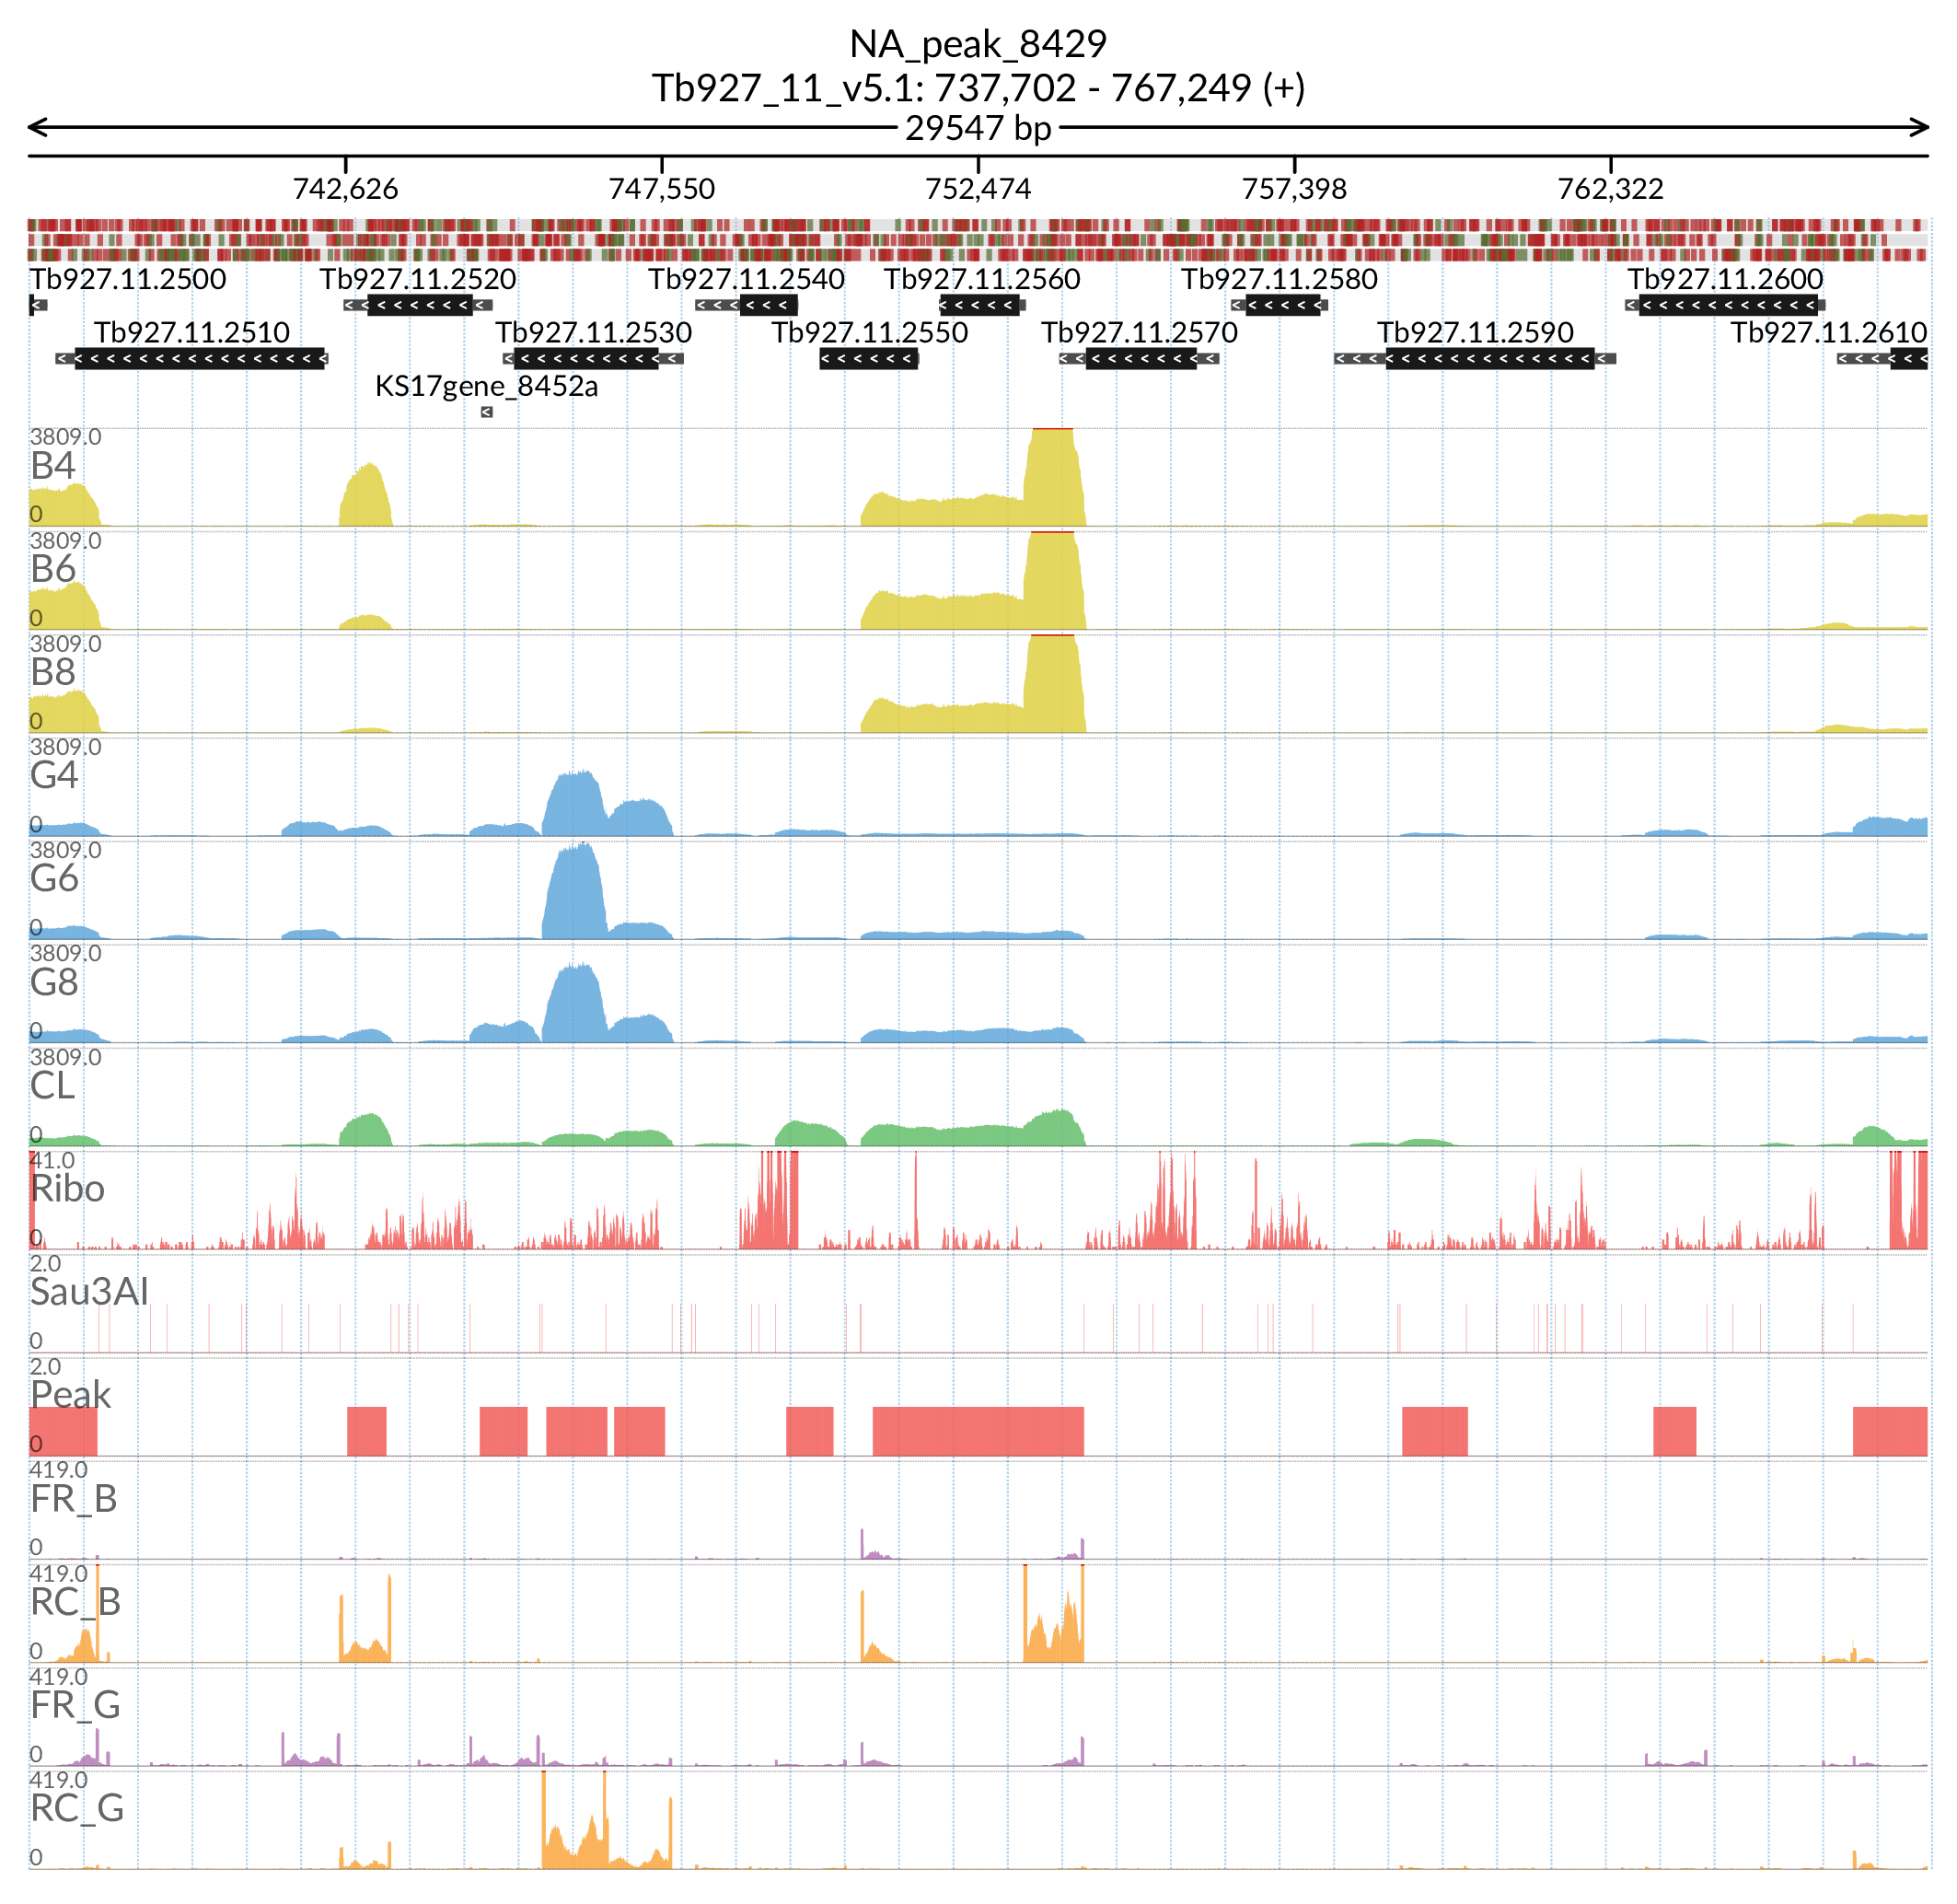 NA_peak_8429
Tb927_11_v5.1: 737,702 - 767,249 (+)
29547 bp
742,626 747,550 752,474 757,398 762,322
Tb927.11.2500 Tb927.11.2520 Tb927.11.2540 Tb927.11.2560 Tb927.11.2580 Tb927.11.2600
Tb927.11.2510 Tb927.11.2530 Tb927.11.2550 Tb927.11.2570 Tb927.11.2590 Tb927.11.2610
KS17gene_8452a
3809.0
B4
0
3809.0
B6
0
3809.0
B8
0
3809.0
G4
0
3809.0
G6
0
3809.0
G8
0
3809.0
CL
0
41.0
Ribo
0
2.0
Sau3AI
0
2.0
Peak
0
419.0
FR_B
0
419.0
RC_B
0
419.0
FR_G
0
419.0
RC_G
0